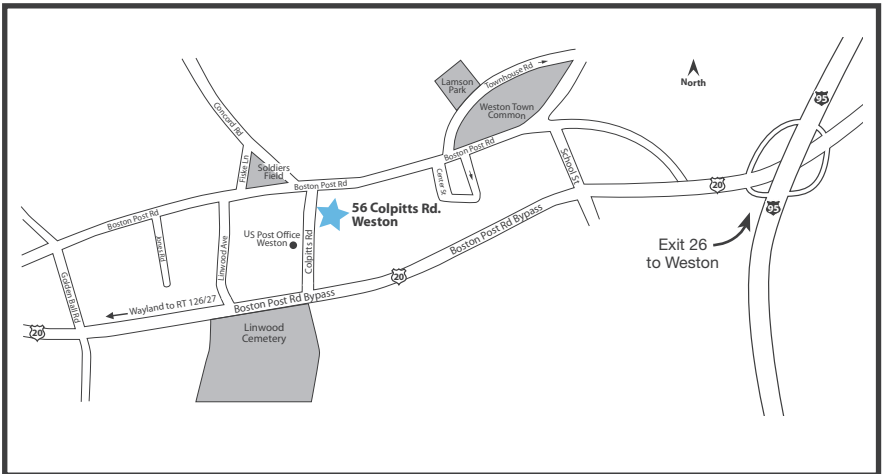 Lamson
Park
Townhouse Rd
North
Weston Town
Common
95
Concord Rd
Boston Post Rd
Fiske Ln
Soldiers
Field
Center St
School St
Boston Post Rd
20
56 Colpitts Rd.
Weston
95
Boston Post Rd
Jones Rd
Linwood Ave
US Post Office
Weston
Colpitts Rd
Boston Post Rd Bypass
Exit 26
to Weston
20
Golden Ball Rd
Wayland to RT 126/27
Boston Post Rd Bypass
20
Linwood
Cemetery